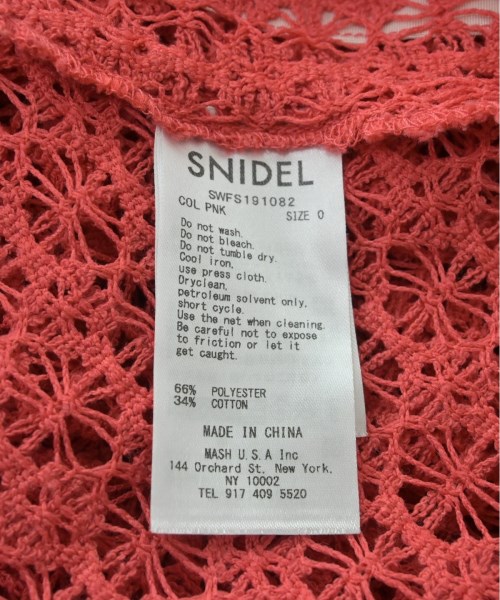 SNIDEL
SWFS191082
COL PNK SIZE 0
Do not wash.
Do not bleach.
Do not tumble dry.
Cool iron.
use press cloth.
Dryclean.
petroleum solvent only.
short cycle.
Use the net when cleaning.
Be careful not to expose
to friction or let it
get caught.
66% POLYESTER
34% COTTON
MADE IN CHINA
MASH U.S.A Inc
144 Orchard St. New York.
NY 10002
TEL 917 409 5520